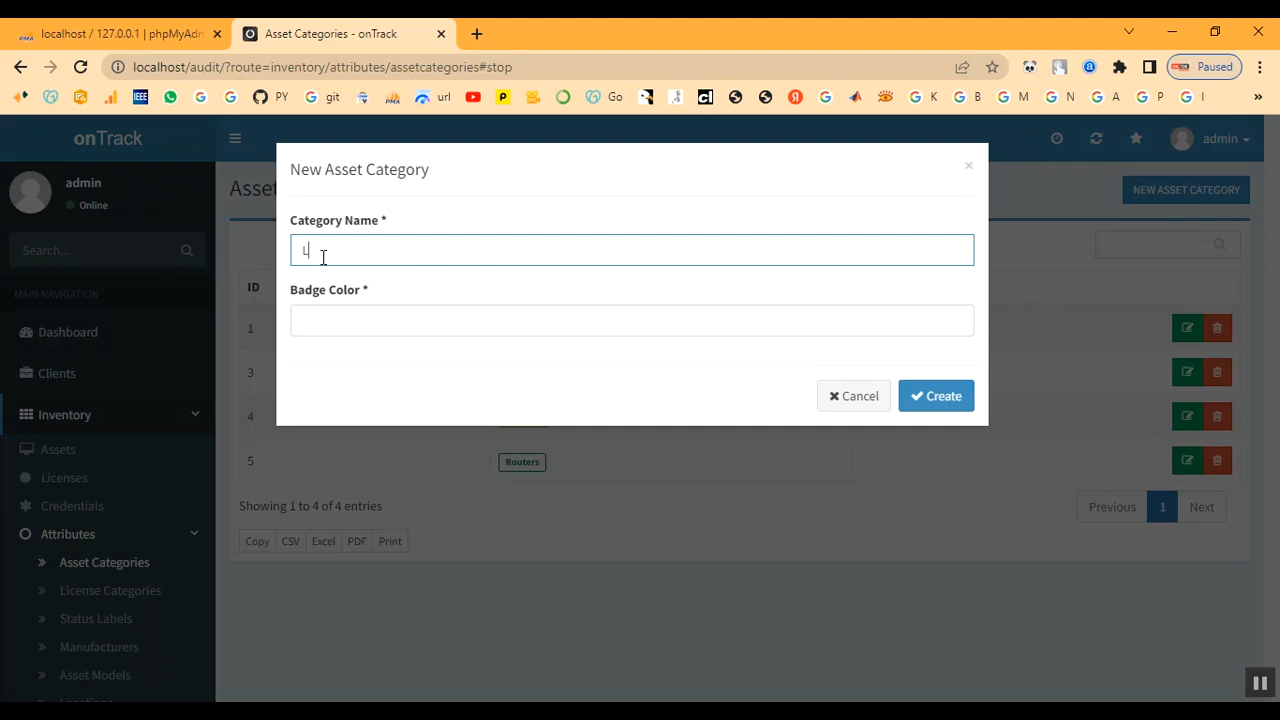 localhost / 127.0.0.1 | phpMyAdn
Asset Categories - onTrack
localhost/audit/?route=inventory/attributes/assetcategories#stop
Paused
IEEE
PY
git
PMA
url
Go
K
B
M
N
A
P
I
onTrack
admin
admin
Online
Search...
MAIN NAVIGATION
Dashboard
Clients
Inventory
Assets
Licenses
Credentials
Attributes
Asset Categories
License Categories
Status Labels
Manufacturers
Asset Models
Asset
NEW ASSET CATEGORY
New Asset Category
×
Category Name *
L
Badge Color *
Cancel
Create
ID
1
3
4
5
Routers
Showing 1 to 4 of 4 entries
Previous
1
Next
Copy
CSV
Excel
PDF
Print